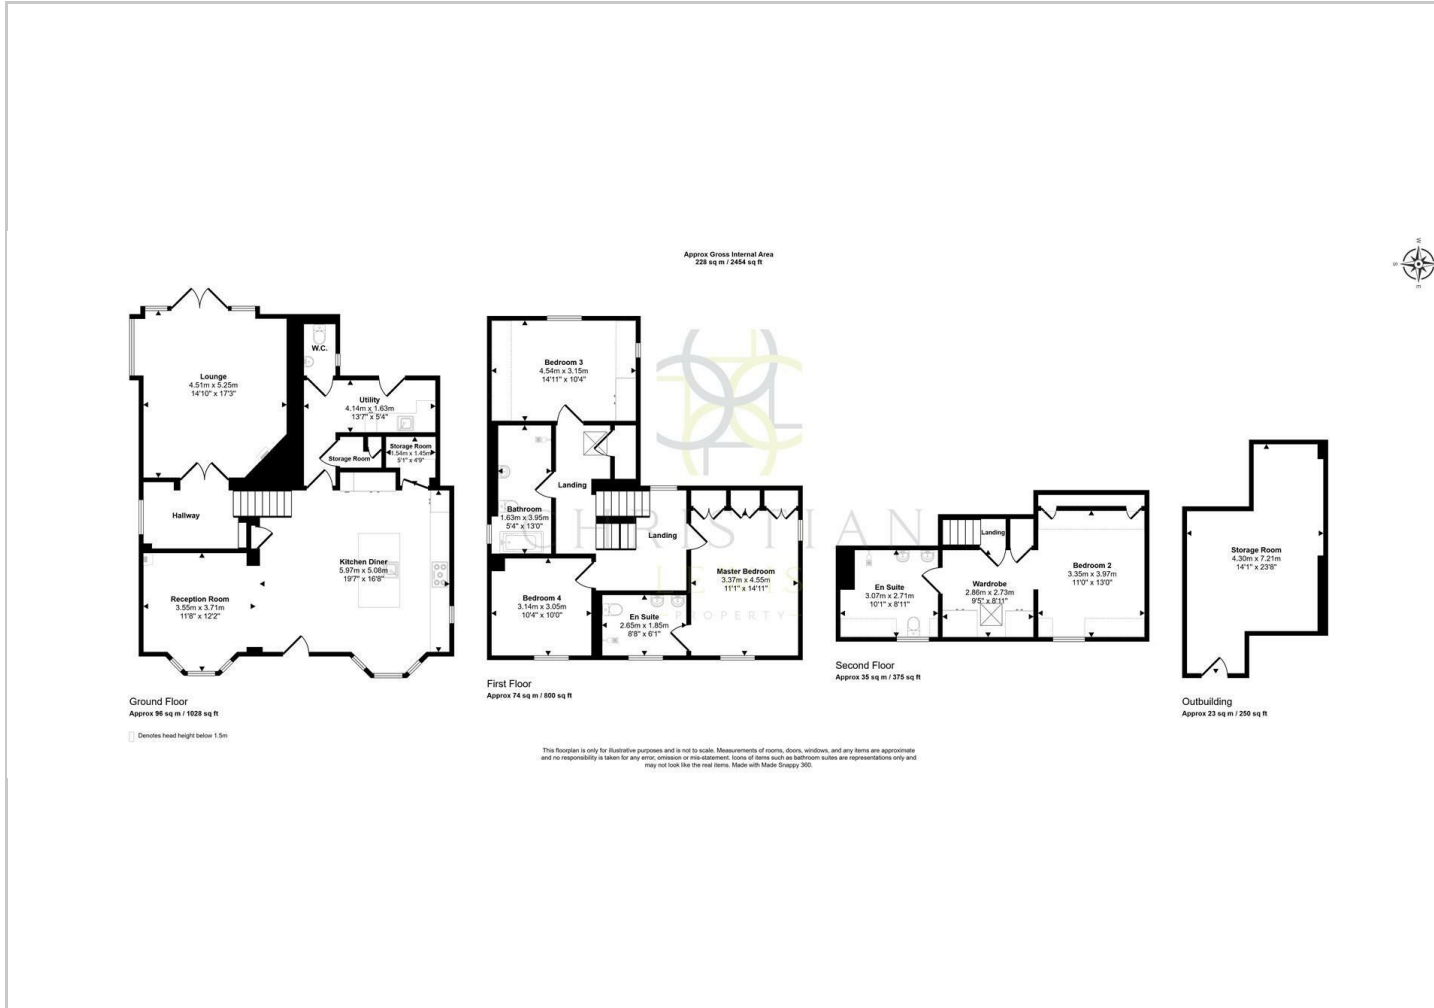 Approx Gross Internal Area
228 sq m / 2454 sq ft
W
S
E
Lounge
4.51m x 5.25m
14'10" x 17'3"
W.C.
Utility
4.14m x 1.63m
13'7" x 5'4"
Storage Room
Storage Room
1.54m x 1.45m
5'1" x 4'9"
Hallway
Kitchen Diner
5.97m x 5.08m
19'7" x 16'8"
Reception Room
3.55m x 3.71m
11'8" x 12'2"
Ground Floor
Approx 96 sq m / 1028 sq ft
Denotes head height below 1.5m
Bedroom 3
4.54m x 3.15m
14'11" x 10'4"
Landing
Bathroom
1.63m x 3.95m
5'4" x 13'0"
Landing
Master Bedroom
3.37m x 4.55m
11'1" x 14'11"
Bedroom 4
3.14m x 3.05m
10'4" x 10'0"
En Suite
2.65m x 1.85m
8'8" x 6'1"
First Floor
Approx 74 sq m / 800 sq ft
CHRISTIAN
LEWIS
PROPERTY
Landing
En Suite
3.07m x 2.71m
10'1" x 8'11"
Wardrobe
2.86m x 2.73m
9'5" x 8'11"
Bedroom 2
3.35m x 3.97m
11'0" x 13'0"
Second Floor
Approx 35 sq m / 375 sq ft
Storage Room
4.30m x 7.21m
14'1" x 23'8"
Outbuilding
Approx 23 sq m / 250 sq ft
This floorplan is only for illustrative purposes and is not to scale. Measurements of rooms, doors, windows, and any items are approximate
and no responsibility is taken for any error, omission or mis-statement. Icons of items such as bathroom suites are representations only and
may not look like the real items. Made with Made Snappy 360.